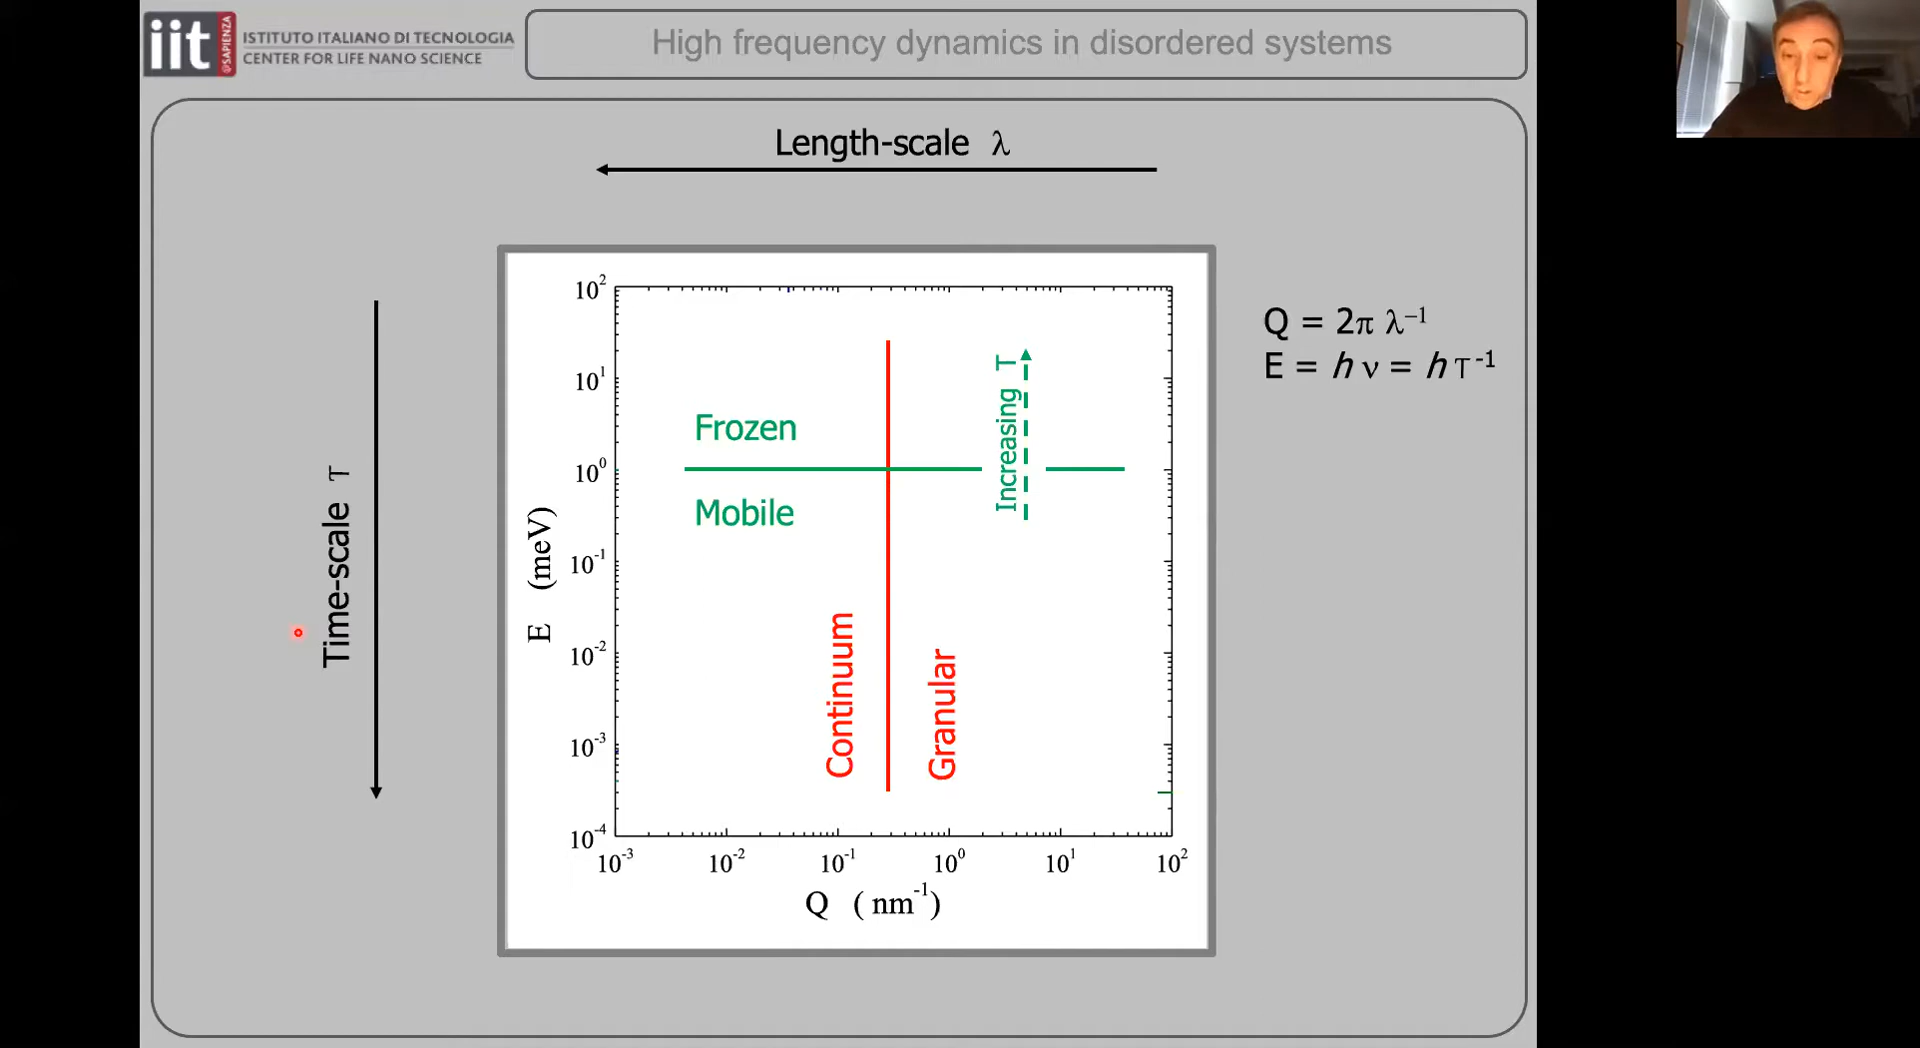 iit
@SAPIENZA
ISTITUTO ITALIANO DI TECNOLOGIA
CENTER FOR LIFE NANO SCIENCE
High frequency dynamics in disordered systems
Length-scale λ
Time-scale τ
Q = 2π λ⁻¹
E = h ν = h τ⁻¹
10²
10¹
10⁰
10⁻¹
10⁻²
10⁻³
10⁻⁴
E (meV)
Frozen
Mobile
Increasing T
Continuum
Granular
10⁻³ 10⁻² 10⁻¹ 10⁰ 10¹ 10²
Q ( nm⁻¹)